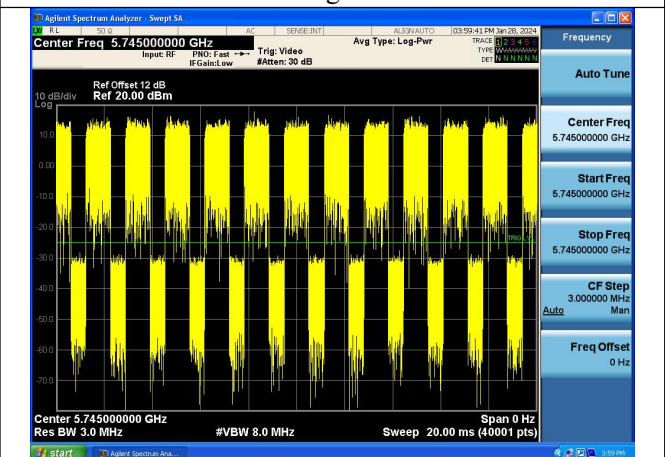 Agilent Spectrum Analyzer - Swept SA
RL 50 Ω AC SENSE:INT ALIGNAUTO 03:59:41 PM Jan 28, 2024
Center Freq 5.745000000 GHz
Input: RF PNO: Fast Trig: Video Avg Type: Log-Pwr TRACE 1 2 3 4 5 6
IFGain:Low #Atten: 30 dB TYPE
DET N N N N N N
Frequency
Auto Tune
Ref Offset 12 dB
10 dB/div Ref 20.00 dBm
Log
10.0
0.00
-10.0
-20.0
-30.0
-40.0
-50.0
-60.0
-70.0
Center Freq
5.745000000 GHz
Start Freq
5.745000000 GHz
Stop Freq
5.745000000 GHz
CF Step
3.000000 MHz
Auto Man
Freq Offset
0 Hz
Center 5.745000000 GHz Span 0 Hz
Res BW 3.0 MHz #VBW 8.0 MHz Sweep 20.00 ms (40001 pts)
start Agilent Spectrum Ana... 3:59 PM